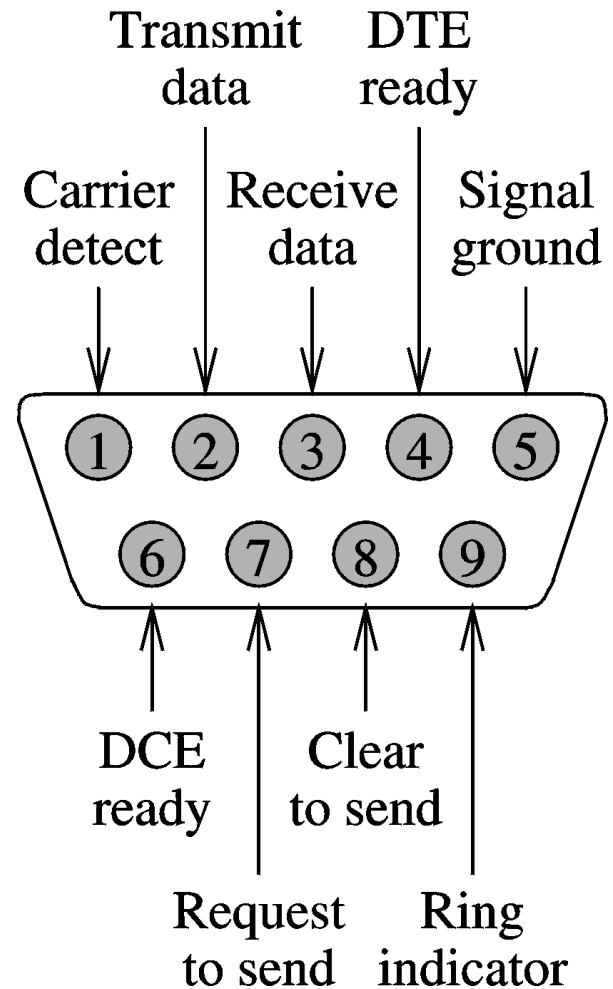 Transmit
data
DTE
ready
Carrier
detect
Receive
data
Signal
ground
1 2 3 4 5
6 7 8 9
DCE
ready
Clear
to send
Request
to send
Ring
indicator